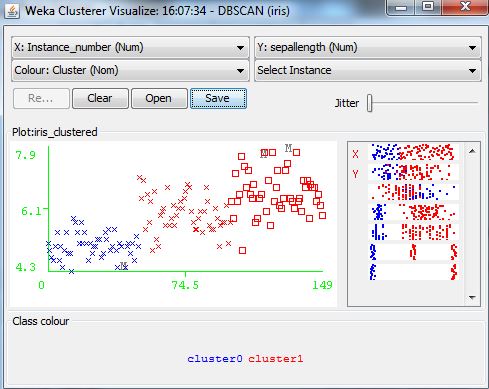 Weka Clusterer Visualize: 16:07:34 - DBSCAN (iris)
X: Instance_number (Num)
Y: sepallength (Num)
Colour: Cluster (Nom)
Select Instance
Re...
Clear
Open
Save
Jitter
Plot:iris_clustered
7.9
6.1
4.3
0
74.5
149
M
M
M
X
Y
Class colour
cluster0 cluster1